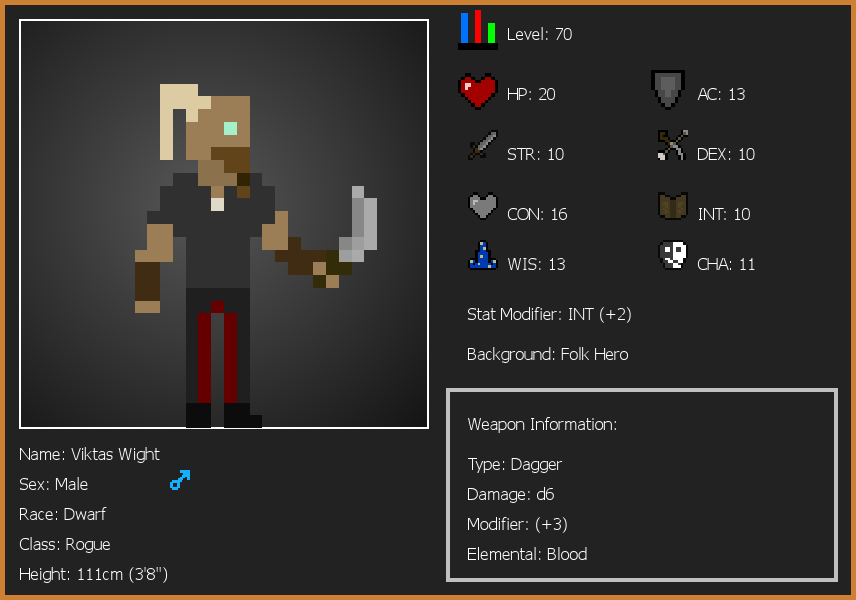 Level: 70
HP: 20
AC: 13
STR: 10
DEX: 10
CON: 16
INT: 10
WIS: 13
CHA: 11
Stat Modifier: INT (+2)
Background: Folk Hero
Weapon Information:
Type: Dagger
Damage: d6
Modifier: (+3)
Elemental: Blood
Name: Viktas Wight
Sex: Male
Race: Dwarf
Class: Rogue
Height: 111cm (3'8")